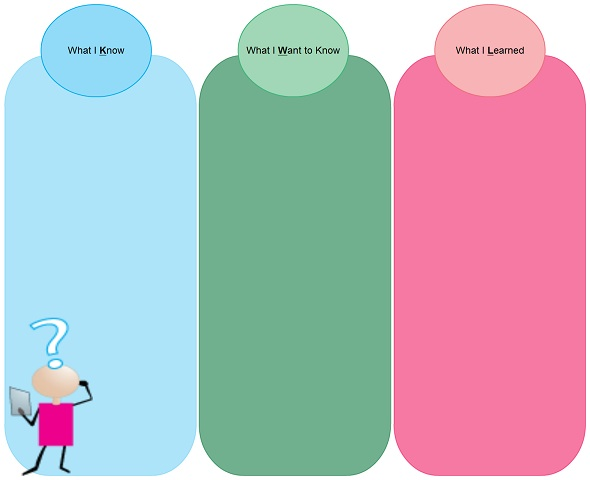 What I Know
What I Want to Know
What I Learned
?